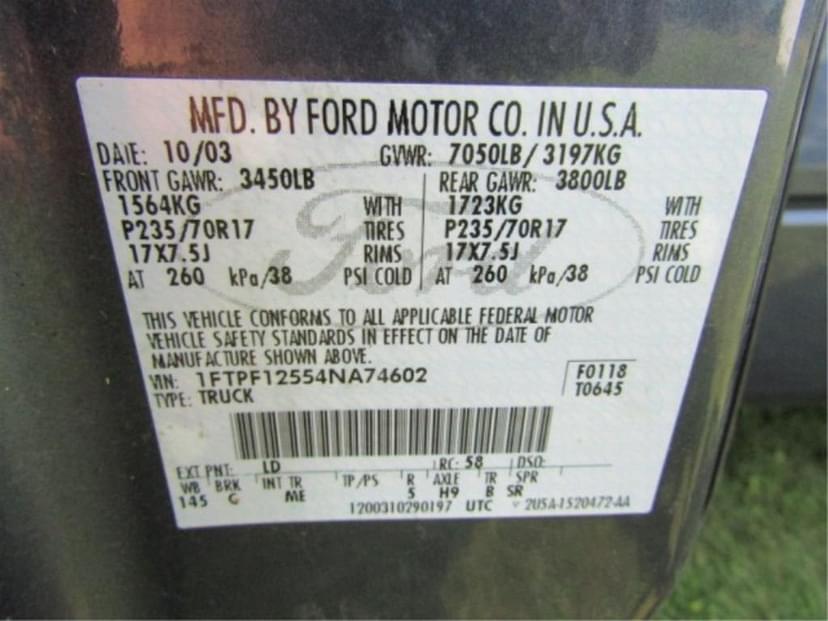 MFD. BY FORD MOTOR CO. IN U.S.A.
DATE: 10/03 GVWR: 7050LB/ 3197KG
FRONT GAWR: 3450LB REAR GAWR: 3800LB
1564KG WITH 1723KG WITH
P235/70R17 TIRES P235/70R17 TIRES
17X7.5J RIMS 17X7.5J RIMS
AT 260 kPa/38 PSI COLD AT 260 kPa/38 PSI COLD
Ford
THIS VEHICLE CONFORMS TO ALL APPLICABLE FEDERAL MOTOR
VEHICLE SAFETY STANDARDS IN EFFECT ON THE DATE OF
MANUFACTURE SHOWN ABOVE.
VIN: 1FTPF12554NA74602 F0118
TYPE: TRUCK T0645
EXT PNT: LD RC: 58 DSO:
WB BRK INT TR TP/PS R AXLE TR SPR
145 C ME 5 H9 B SR
1200310290197 UTC 2USA-1520472-AA